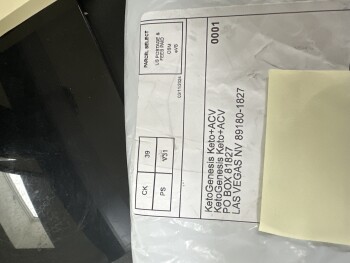 PARCEL SELECT
US POSTAGE &
FEES PAID
eVS
0001
CK 39
PS V31
KetoGenesis Keto+ACV
KetoGenesis Keto+ACV
PO BOX 81827
LAS VEGAS NV 89180-1827